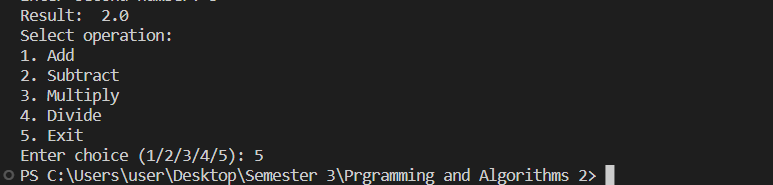 Result:  2.0
Select operation:
1. Add
2. Subtract
3. Multiply
4. Divide
5. Exit
Enter choice (1/2/3/4/5): 5
PS C:\Users\user\Desktop\Semester 3\Prgramming and Algorithms 2>